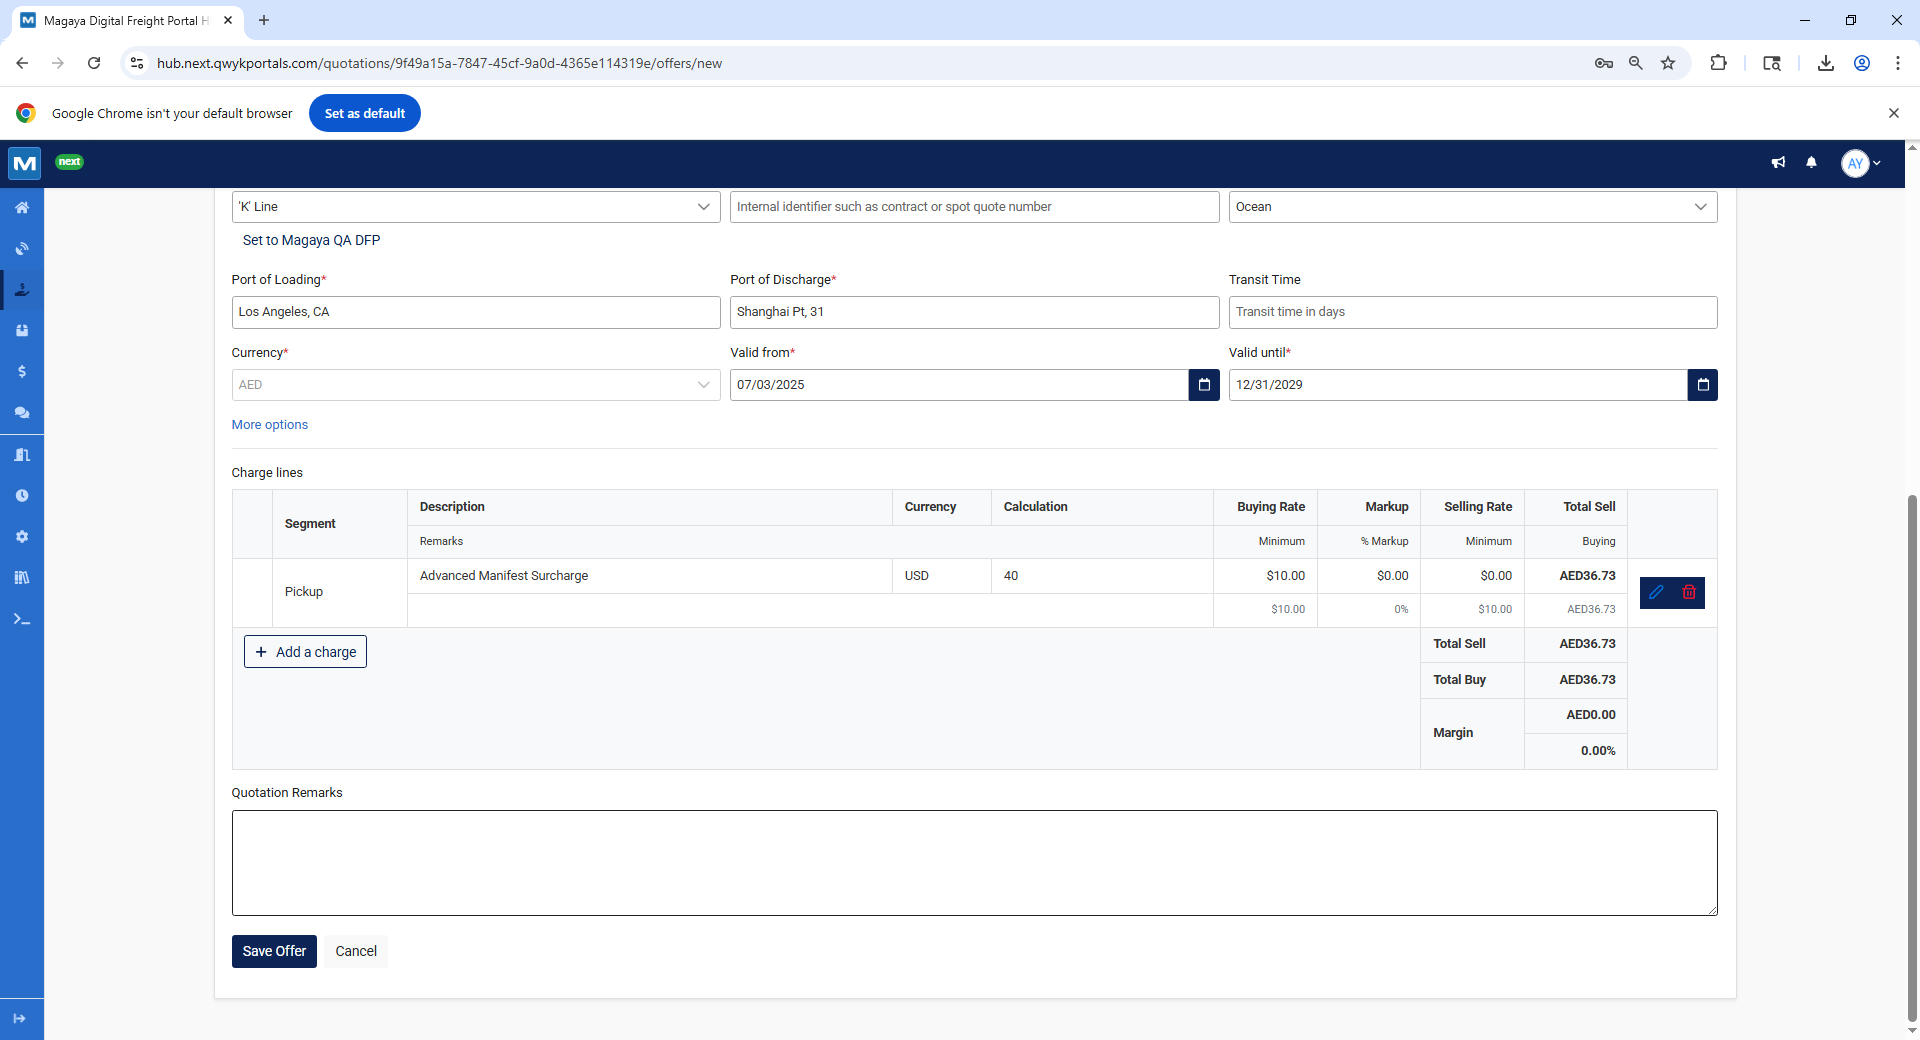 Magaya Digital Freight Portal H
hub.next.qwykportals.com/quotations/9f49a15a-7847-45cf-9a0d-4365e114319e/offers/new
Google Chrome isn't your default browser
Set as default
M
next
AY
'K' Line
Internal identifier such as contract or spot quote number
Ocean
Set to Magaya QA DFP
Port of Loading*
Port of Discharge*
Transit Time
Los Angeles, CA
Shanghai Pt, 31
Transit time in days
Currency*
Valid from*
Valid until*
AED
07/03/2025
12/31/2029
More options
Charge lines
Segment
Description
Currency
Calculation
Buying Rate
Markup
Selling Rate
Total Sell
Remarks
Minimum
% Markup
Minimum
Buying
Pickup
Advanced Manifest Surcharge
USD
40
$10.00
$0.00
$0.00
AED36.73
$10.00
0%
$10.00
AED36.73
Add a charge
Total Sell
AED36.73
Total Buy
AED36.73
Margin
AED0.00
0.00%
Quotation Remarks
Save Offer
Cancel